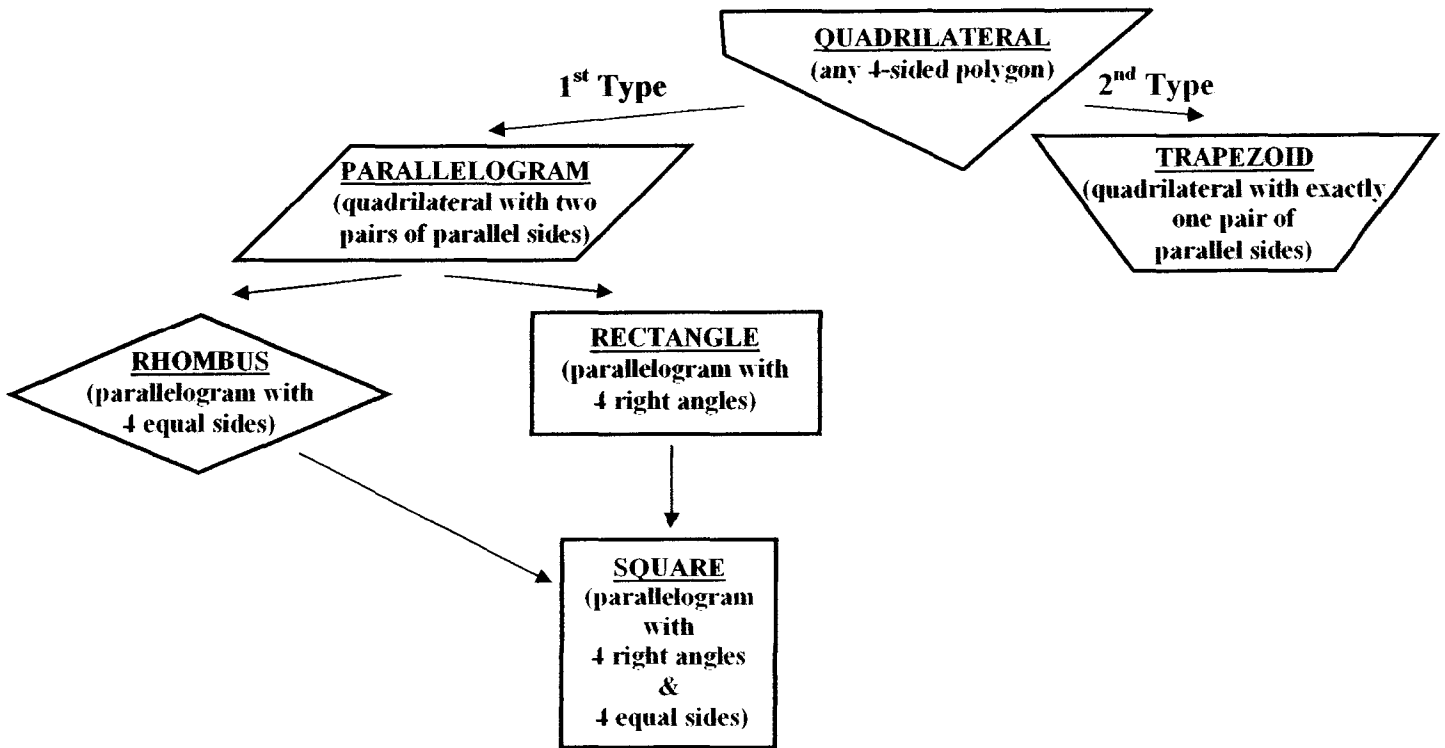 QUADRILATERAL
(any 4-sided polygon)
1st Type
2nd Type
PARALLELOGRAM
(quadrilateral with two
pairs of parallel sides)
TRAPEZOID
(quadrilateral with exactly
one pair of
parallel sides)
RHOMBUS
(parallelogram with
4 equal sides)
RECTANGLE
(parallelogram with
4 right angles)
SQUARE
(parallelogram
with
4 right angles
&
4 equal sides)